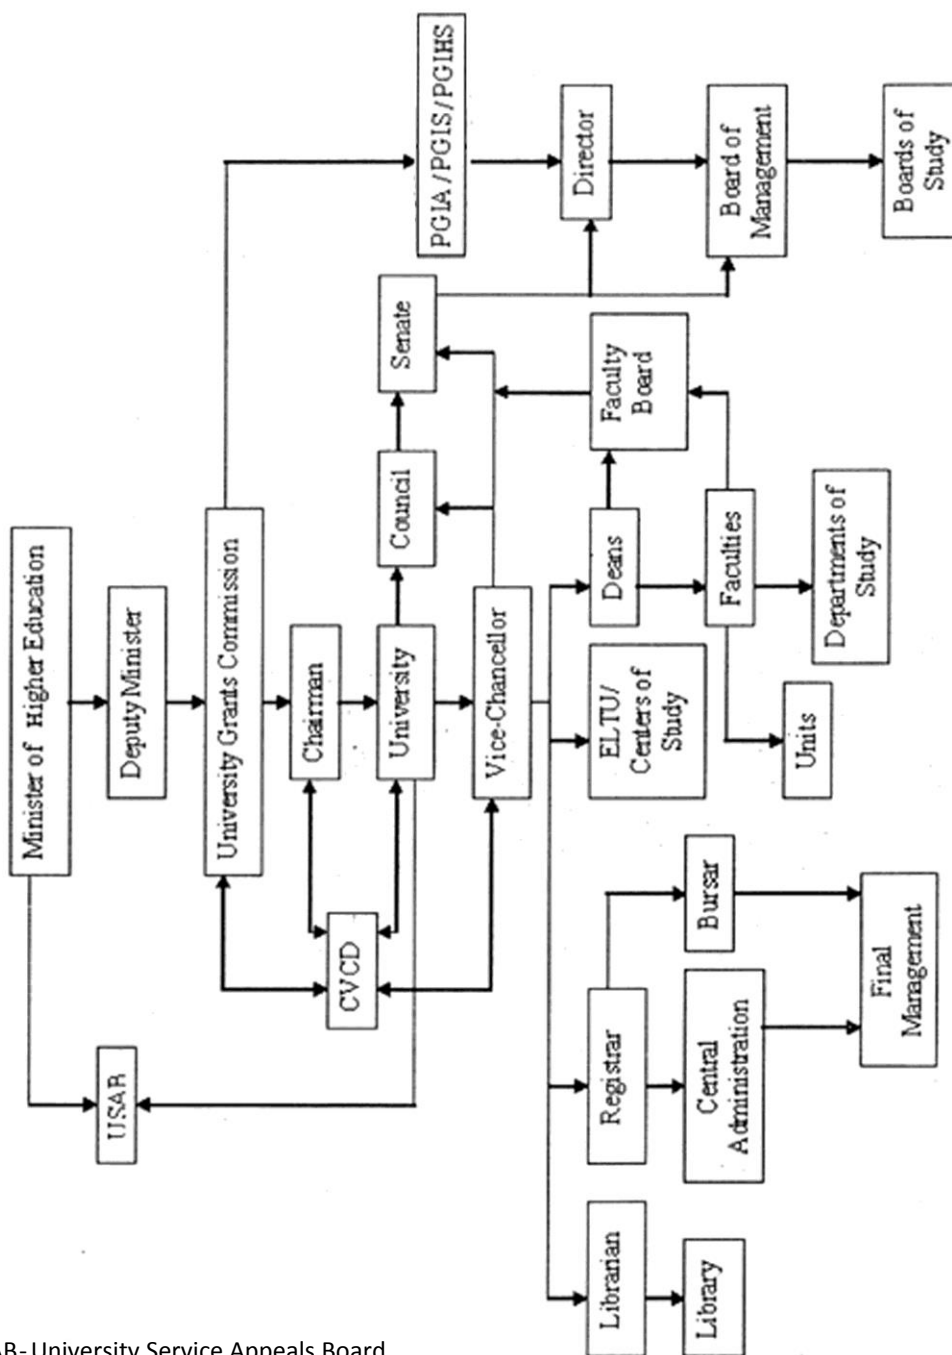 Minister of Higher Education
Deputy Minister
University Grants Commission
Chairman
University
Vice-Chancellor
CVCD
USAB
Council
Senate
PGIA/PGIS/PGIHS
Director
Board of
Management
Boards of
Study
Faculty
Board
Deans
Faculties
Departments of
Study
Units
ELTU/
Centers of
Study
Registrar
Bursar
Central
Administration
Final
Management
Librarian
Library
AB-University Service Appeals Board